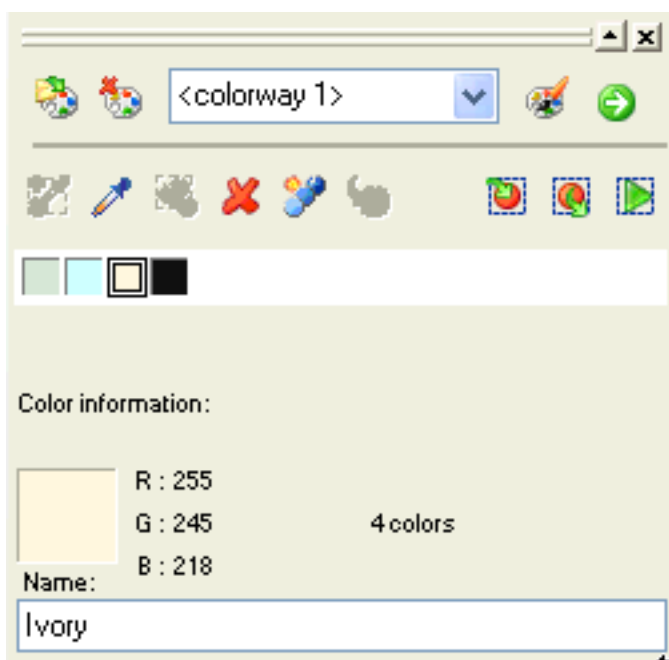 <colorway 1>
Color information:
R : 255
G : 245
4 colors
B : 218
Name:
Ivory